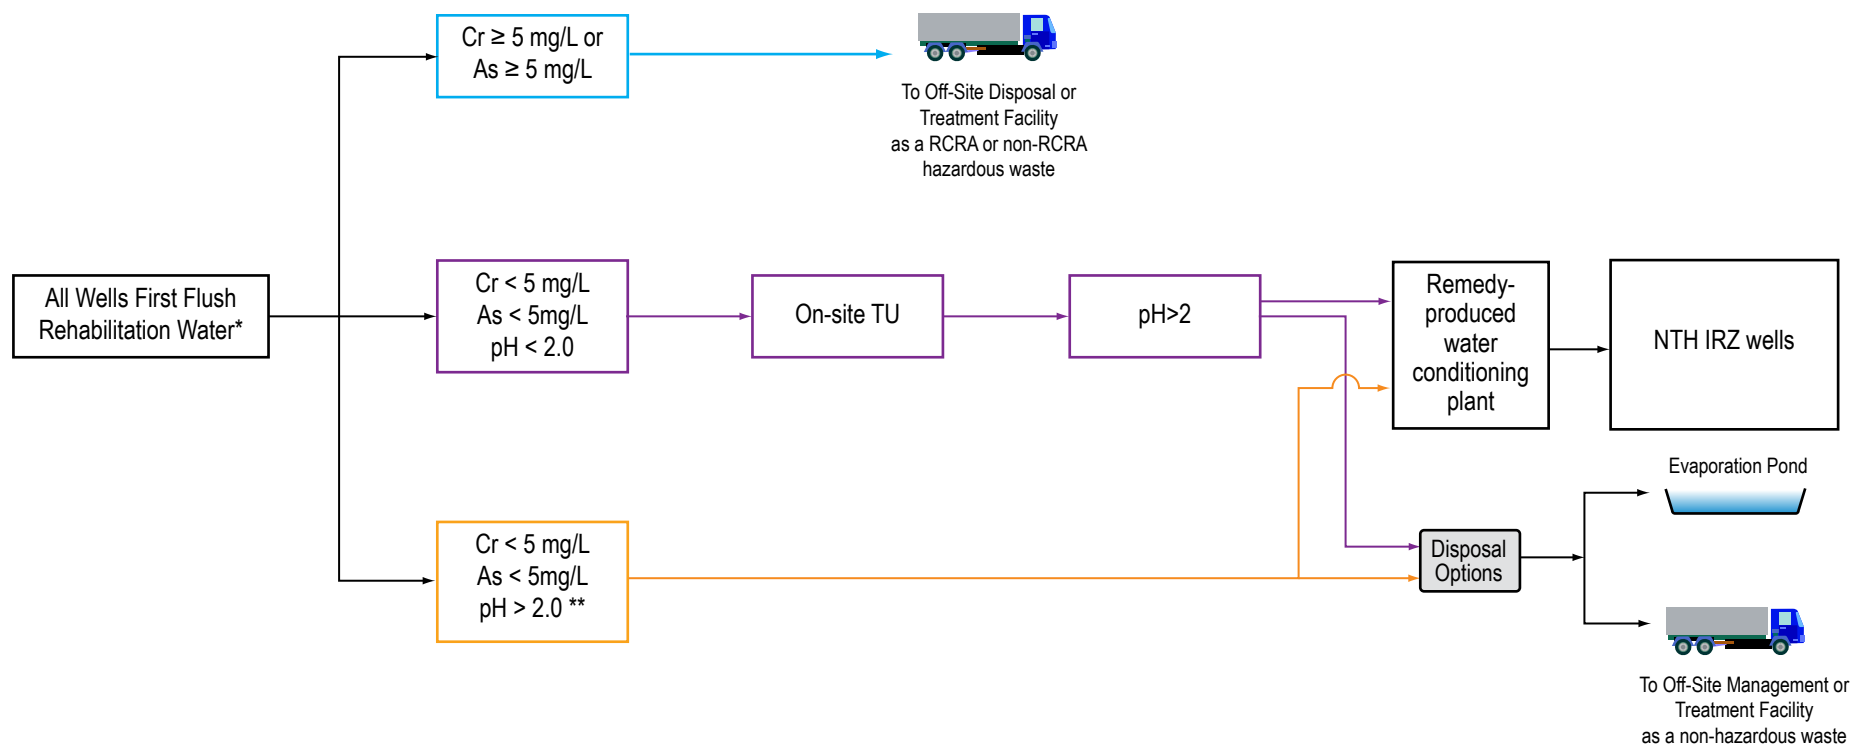 Cr ≥ 5 mg/L or
As ≥ 5 mg/L
To Off-Site Disposal or
Treatment Facility
as a RCRA or non-RCRA
hazardous waste
All Wells First Flush
Rehabilitation Water*
Cr < 5 mg/L
As < 5mg/L
pH < 2.0
On-site TU
pH>2
Remedy-
produced
water
conditioning
plant
NTH IRZ wells
Cr < 5 mg/L
As < 5mg/L
pH > 2.0 **
Disposal
Options
Evaporation Pond
To Off-Site Management or
Treatment Facility
as a non-hazardous waste